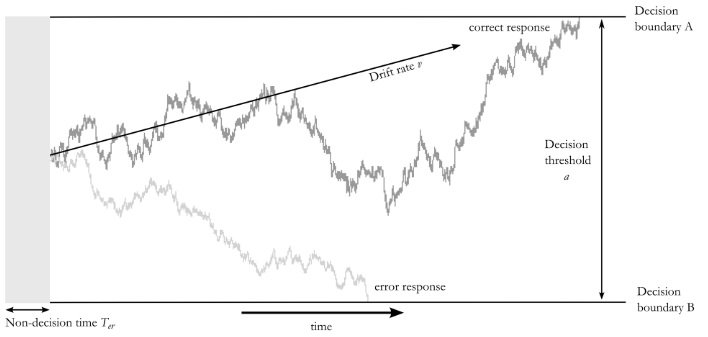 Decision
boundary A
correct response
Drift rate v
Decision
threshold
a
error response
Decision
boundary B
Non-decision time Ter
time